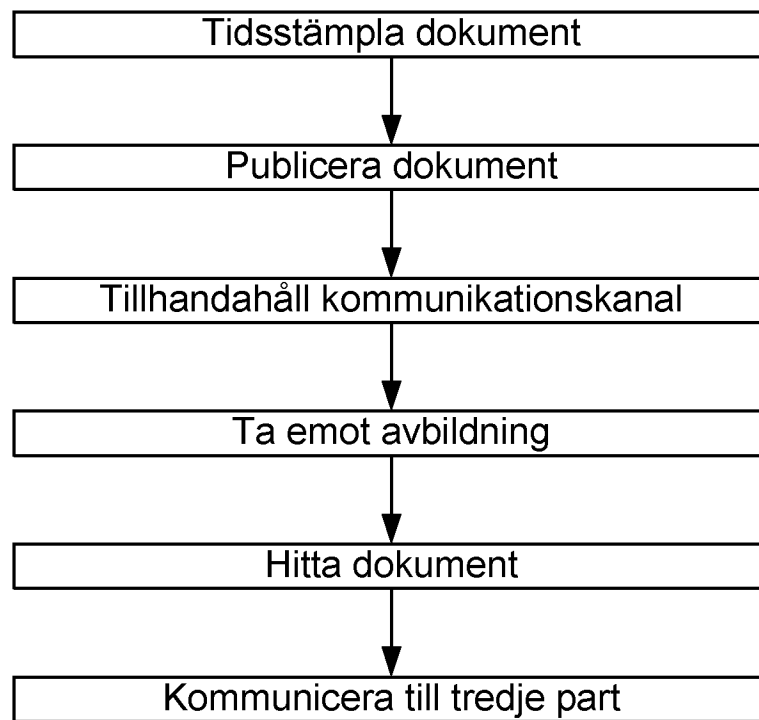 Tidsstämpla dokument
Publicera dokument
Tillhandahåll kommunikationskanal
Ta emot avbildning
Hitta dokument
Kommunicera till tredje part